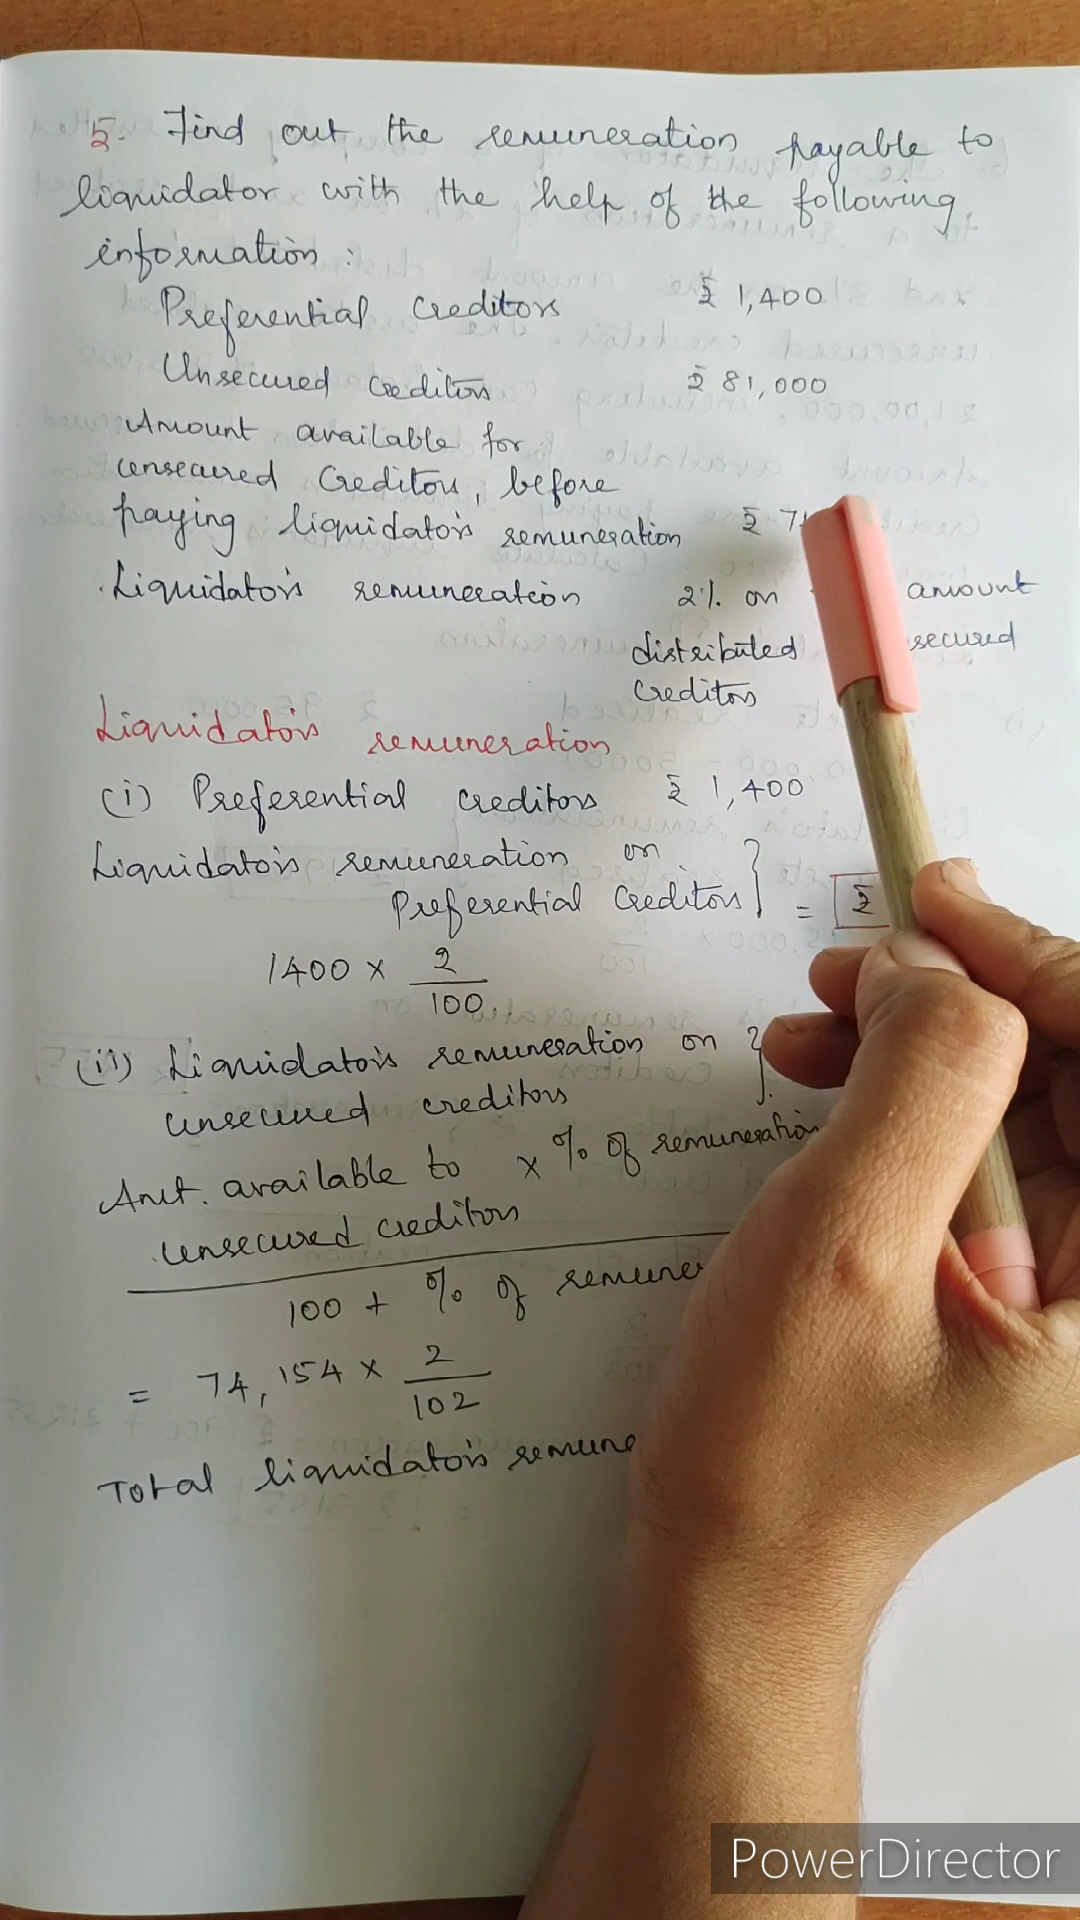 5. Find out the remuneration payable to
liquidator with the help of the following
information:
Preferential Creditors ₹ 1,400
Unsecured Creditors ₹ 81,000
Amount available for
unsecured Creditors, before
paying liquidator's remuneration ₹ 7
Liquidator's remuneration 2% on amount
distributed secured
Creditors
Liquidator's remuneration
(i) Preferential creditors ₹ 1,400
Liquidator's remuneration on
Preferential Creditors } = ₹
1400 x 2
100
(ii) Liquidator's remuneration on }
unsecured creditors
Amt. available to x % of remuneration
unsecured creditors
100 + % of remune
= 74,154 x 2
102
Total liquidator's remune
PowerDirector